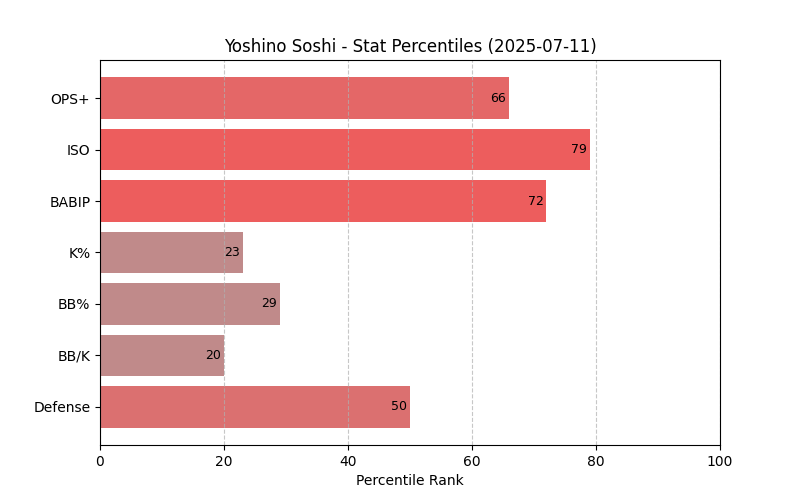 Yoshino Soshi - Stat Percentiles (2025-07-11)
OPS+ 66
ISO 79
BABIP 72
K% 23
BB% 29
BB/K 20
Defense 50
0 20 40 60 80 100
Percentile Rank